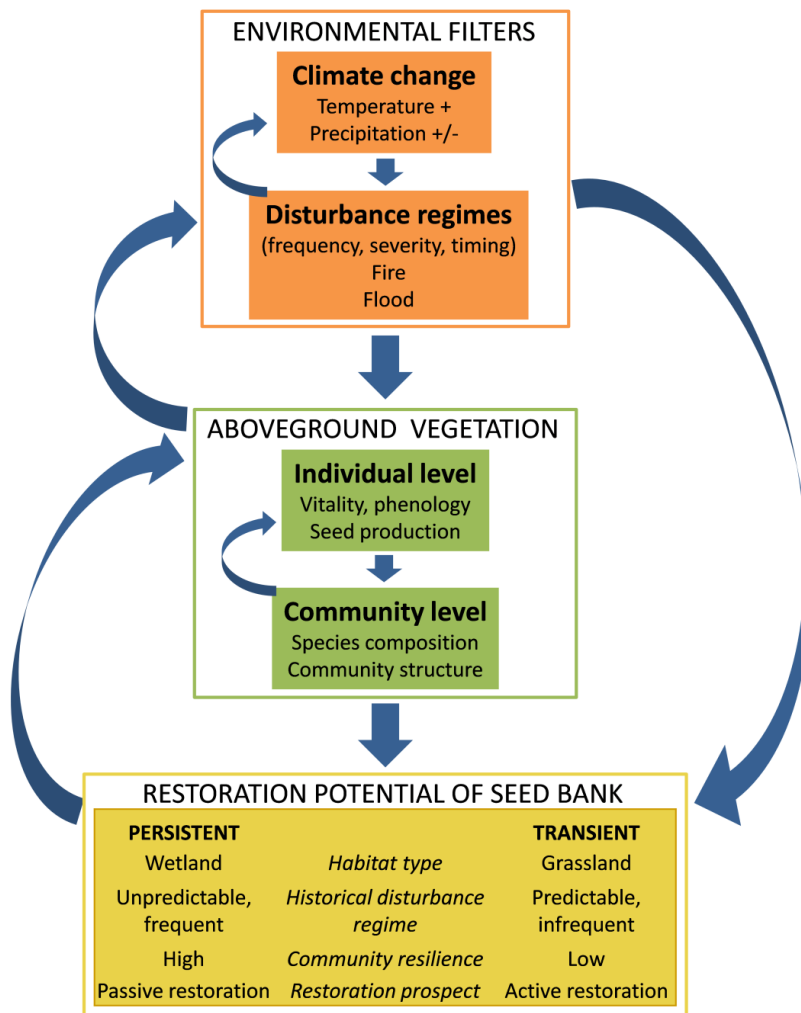 ENVIRONMENTAL FILTERS
Climate change
Temperature +
Precipitation +/-
Disturbance regimes
(frequency, severity, timing)
Fire
Flood
ABOVEGROUND VEGETATION
Individual level
Vitality, phenology
Seed production
Community level
Species composition
Community structure
RESTORATION POTENTIAL OF SEED BANK
PERSISTENT TRANSIENT
Wetland Habitat type Grassland
Unpredictable, Historical disturbance Predictable,
frequent regime infrequent
High Community resilience Low
Passive restoration Restoration prospect Active restoration